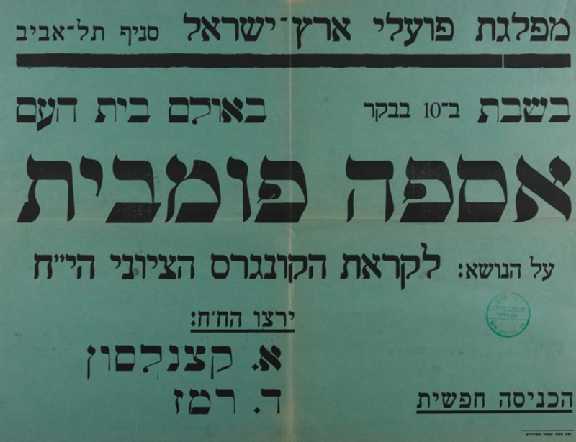 מפלגת פועלי ארץ־ישראל סניף תל־אביב
בשבת ב־10 בבקר באולם בית העם
אספה פומבית
על הנושא: לקראת הקונגרס הציוני הי״ח
ירצו הח״ח:
א. קצנלסון
ד. רמז
הכניסה חפשית